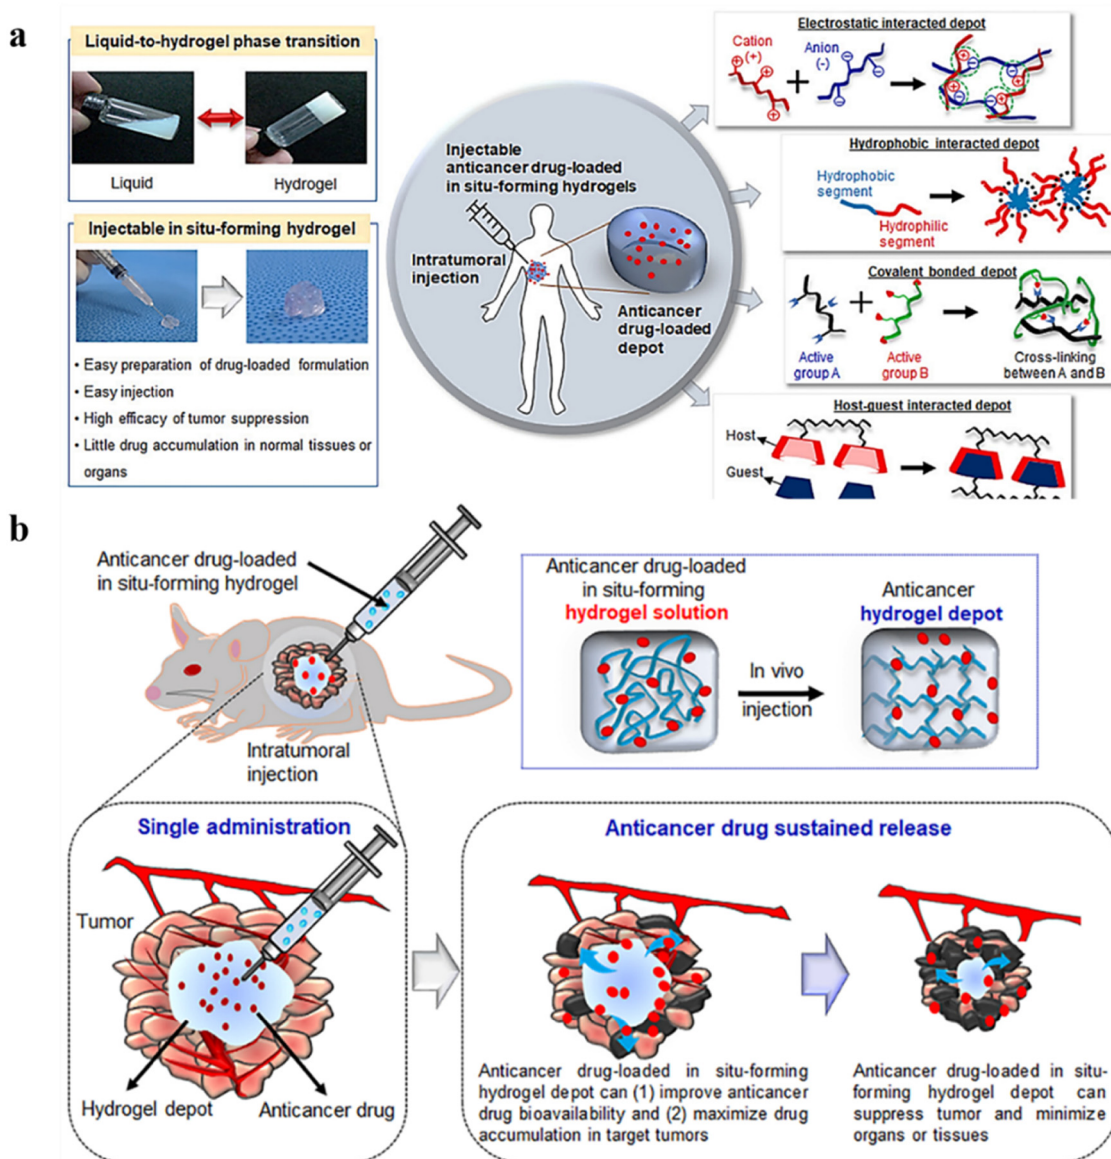 a
Liquid-to-hydrogel phase transition
Liquid
Hydrogel
Injectable in situ-forming hydrogel
• Easy preparation of drug-loaded formulation
• Easy injection
• High efficacy of tumor suppression
• Little drug accumulation in normal tissues or
organs
Injectable
anticancer drug-loaded
in situ-forming hydrogels
Intratumoral
injection
Anticancer
drug-loaded
depot
Electrostatic interacted depot
Cation
(+)
Anion
(-)
Hydrophobic interacted depot
Hydrophobic
segment
Hydrophilic
segment
Covalent bonded depot
Active
group A
Active
group B
Cross-linking
between A and B
Host-guest interacted depot
Host
Guest
b
Anticancer drug-loaded
in situ-forming hydrogel
Intratumoral
injection
Anticancer drug-loaded
in situ-forming
hydrogel solution
In vivo
injection
Anticancer
hydrogel depot
Single administration
Tumor
Hydrogel depot
Anticancer drug
Anticancer drug sustained release
Anticancer drug-loaded in situ-forming
hydrogel depot can (1) improve anticancer
drug bioavailability and (2) maximize drug
accumulation in target tumors
Anticancer drug-loaded in situ-
forming hydrogel depot can
suppress tumor and minimize
organs or tissues